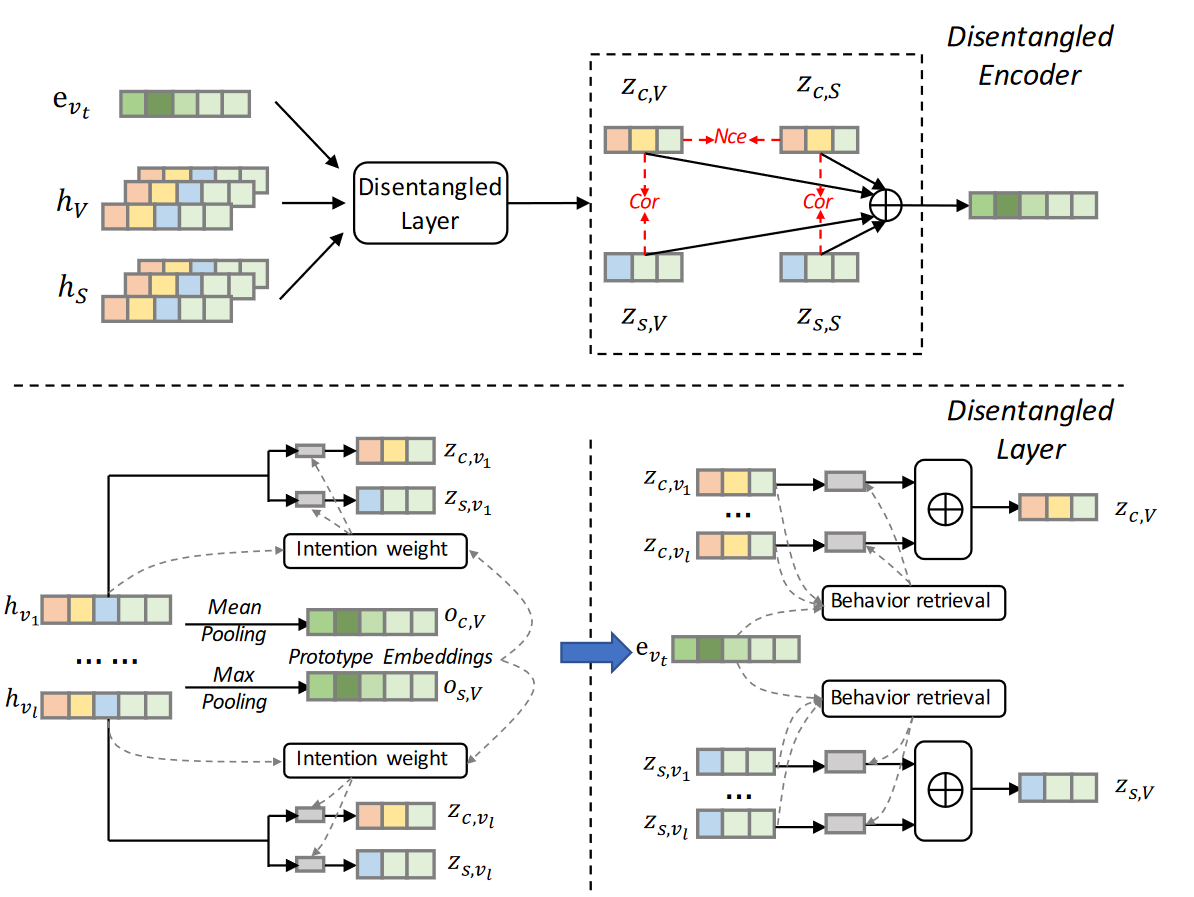 Disentangled
Encoder
e_{v_t}
h_V
h_S
Disentangled
Layer
z_{c,V}
z_{c,S}
Nce
Cor
Cor
z_{s,V}
z_{s,S}
Disentangled
Layer
z_{c,v_1}
z_{s,v_1}
Intention weight
h_{v_1}
Mean
Pooling
o_{c,V}
... ...
Prototype Embeddings
h_{v_l}
Max
Pooling
o_{s,V}
Intention weight
z_{c,v_l}
z_{s,v_l}
z_{c,v_1}
...
z_{c,v_l}
z_{c,V}
Behavior retrieval
e_{v_t}
Behavior retrieval
z_{s,v_1}
...
z_{s,v_l}
z_{s,V}